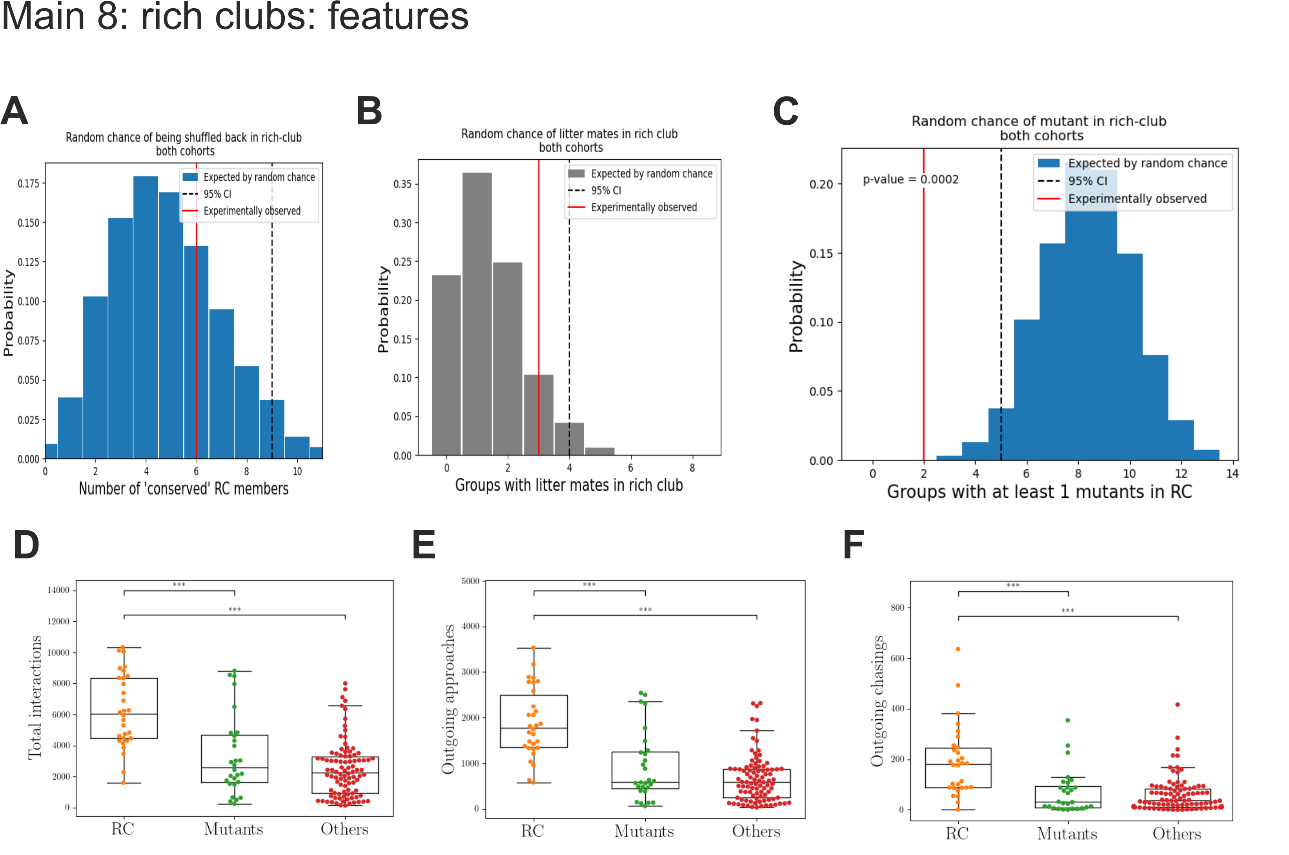 Main 8: rich clubs: features
A
Random chance of being shuffled back in rich-club
both cohorts
Expected by random chance
95% CI
Experimentally observed
Probability
0.175
0.150
0.125
0.100
0.075
0.050
0.025
0.000
0 2 4 6 8 10
Number of 'conserved' RC members
B
Random chance of litter mates in rich club
both cohorts
Expected by random chance
95% CI
Experimentally observed
Probability
0.35
0.30
0.25
0.20
0.15
0.10
0.05
0.00
0 2 4 6 8
Groups with litter mates in rich club
C
Random chance of mutant in rich-club
both cohorts
p-value = 0.0002
Expected by random chance
95% CI
Experimentally observed
Probability
0.20
0.15
0.10
0.05
0.00
0 2 4 6 8 10 12 14
Groups with at least 1 mutants in RC
D
Total interactions
14000
12000
10000
8000
6000
4000
2000
0
***
***
RC Mutants Others
E
Outgoing approaches
5000
4000
3000
2000
1000
0
***
***
RC Mutants Others
F
Outgoing chasings
800
600
400
200
0
***
***
RC Mutants Others